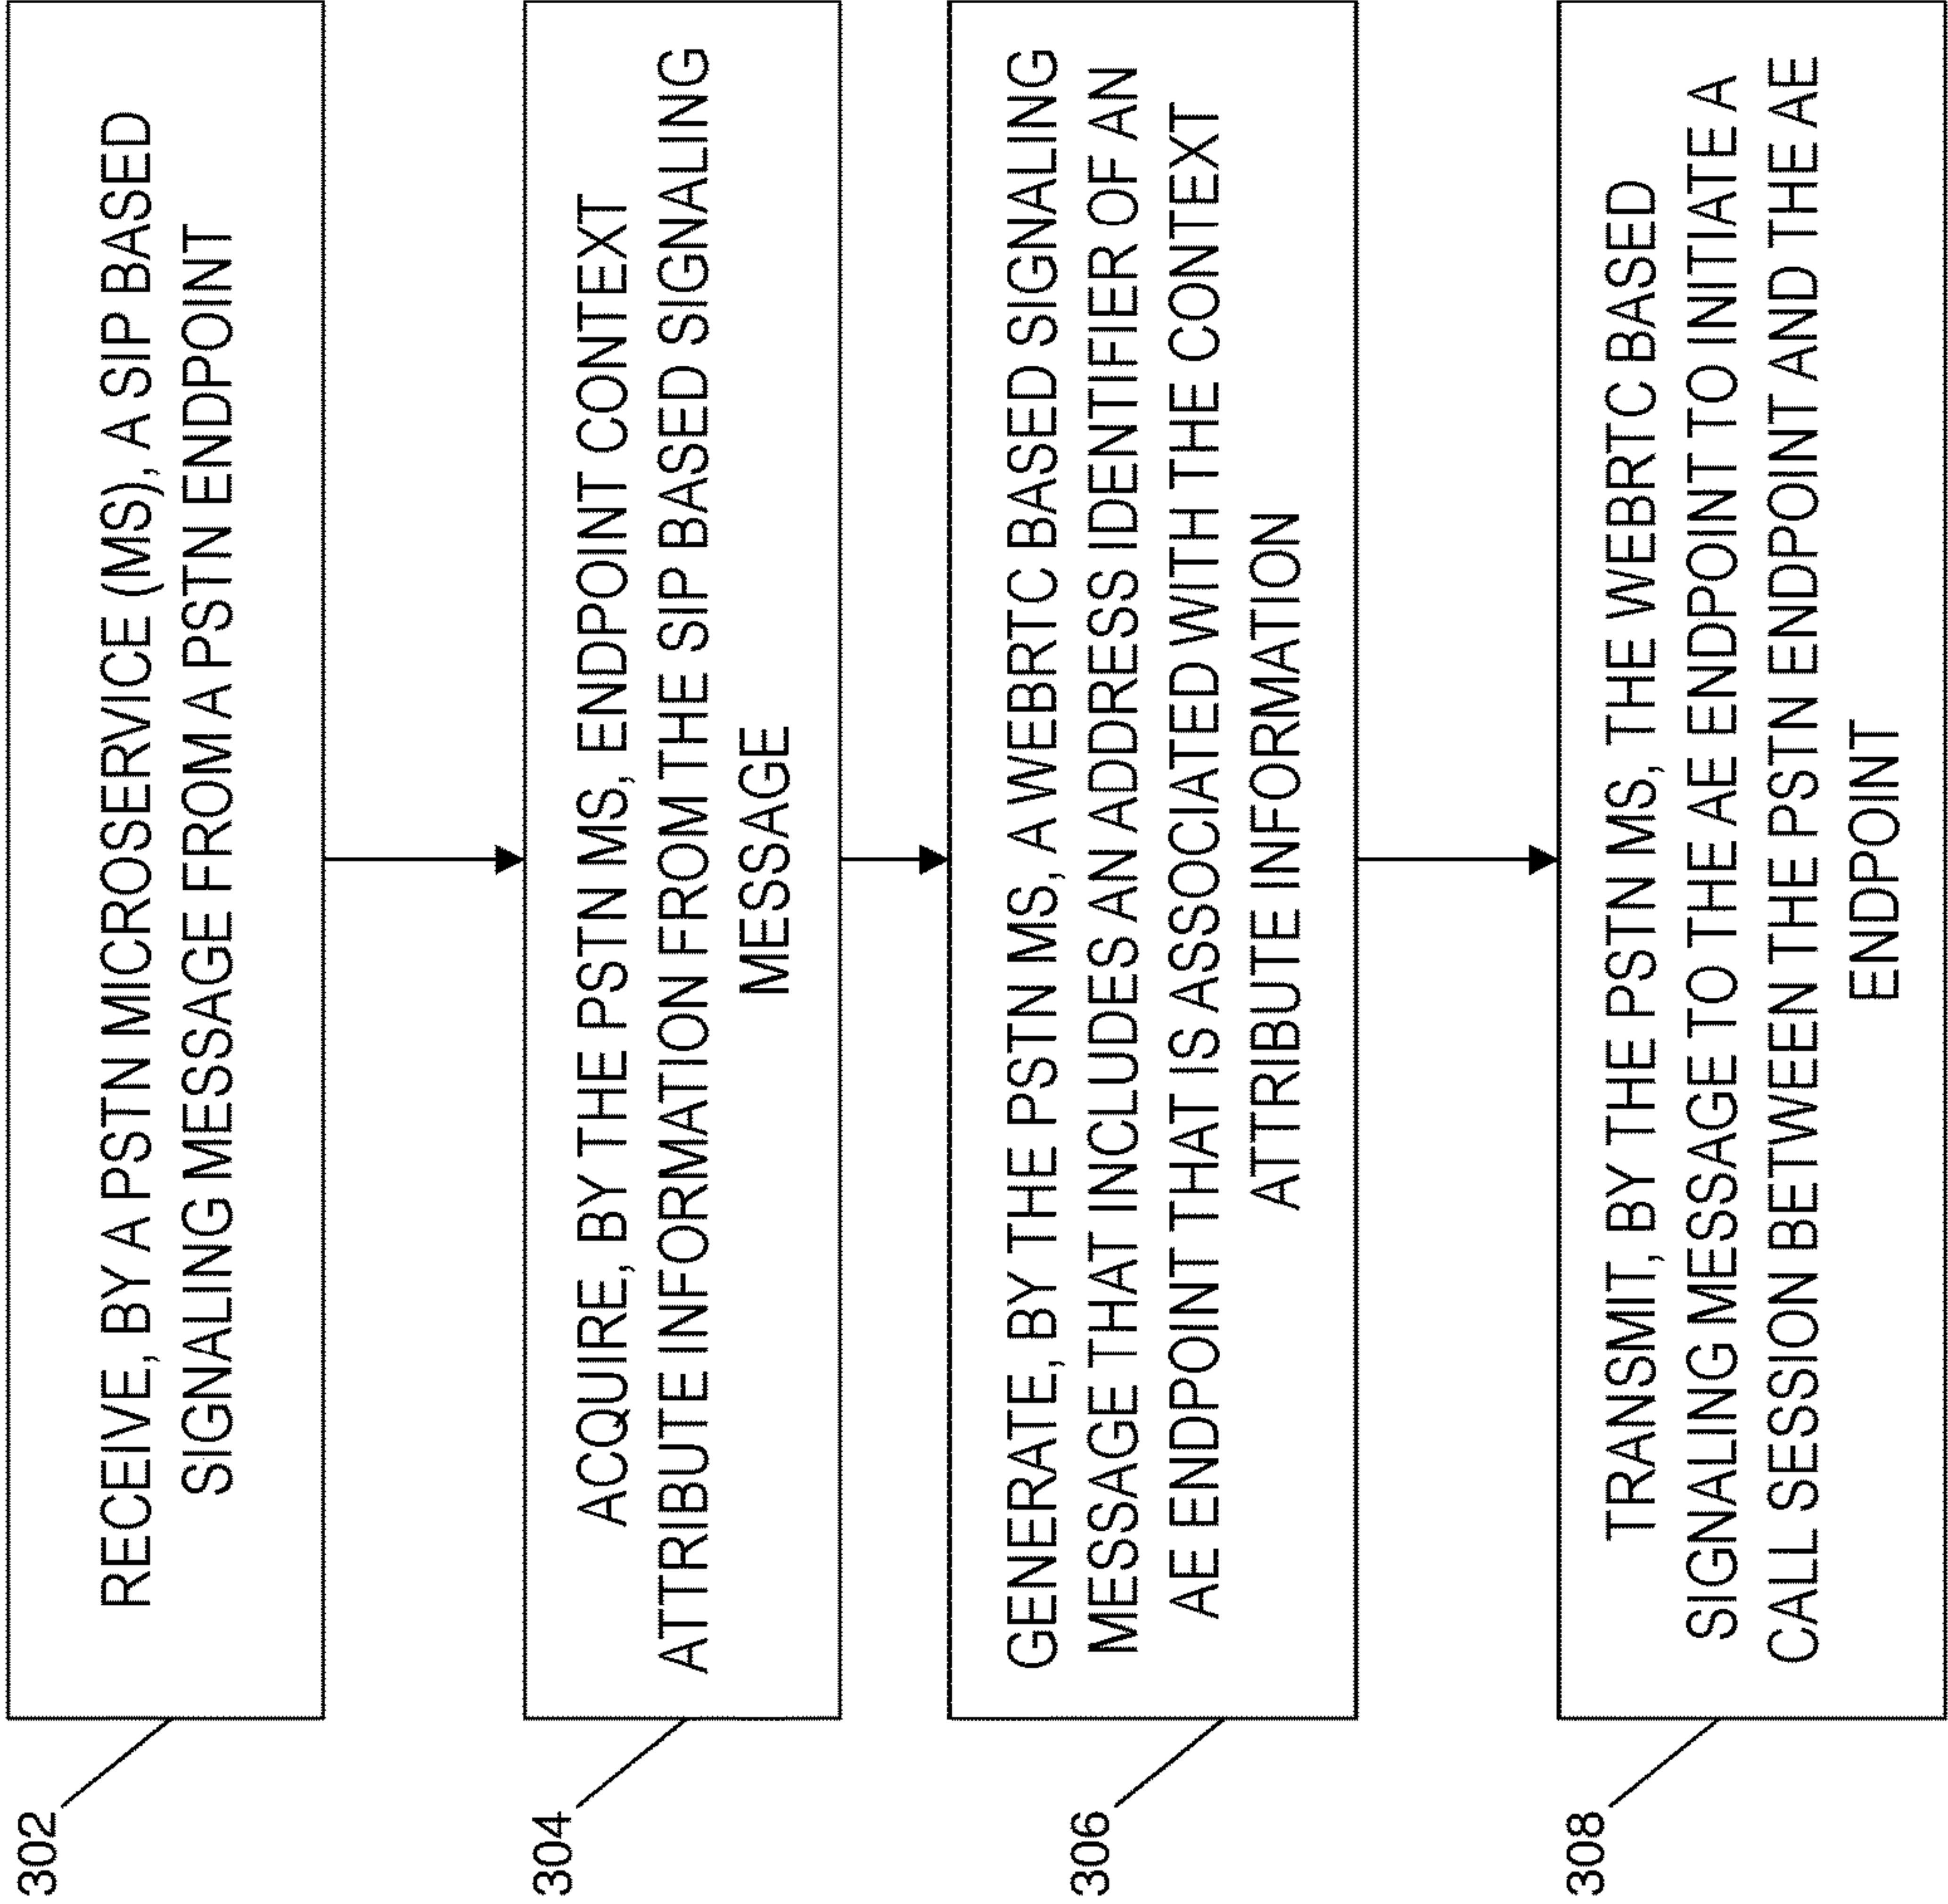 302
RECEIVE, BY A PSTN MICROSERVICE (MS), A SIP BASED
SIGNALING MESSAGE FROM A PSTN ENDPOINT
304
ACQUIRE, BY THE PSTN MS, ENDPOINT CONTEXT
ATTRIBUTE INFORMATION FROM THE SIP BASED SIGNALING
MESSAGE
306
GENERATE, BY THE PSTN MS, A WEBRTC BASED SIGNALING
MESSAGE THAT INCLUDES AN ADDRESS IDENTIFIER OF AN
AE ENDPOINT THAT IS ASSOCIATED WITH THE CONTEXT
ATTRIBUTE INFORMATION
308
TRANSMIT, BY THE PSTN MS, THE WEBRTC BASED
SIGNALING MESSAGE TO THE AE ENDPOINT TO INITIATE A
CALL SESSION BETWEEN THE PSTN ENDPOINT AND THE AE
ENDPOINT